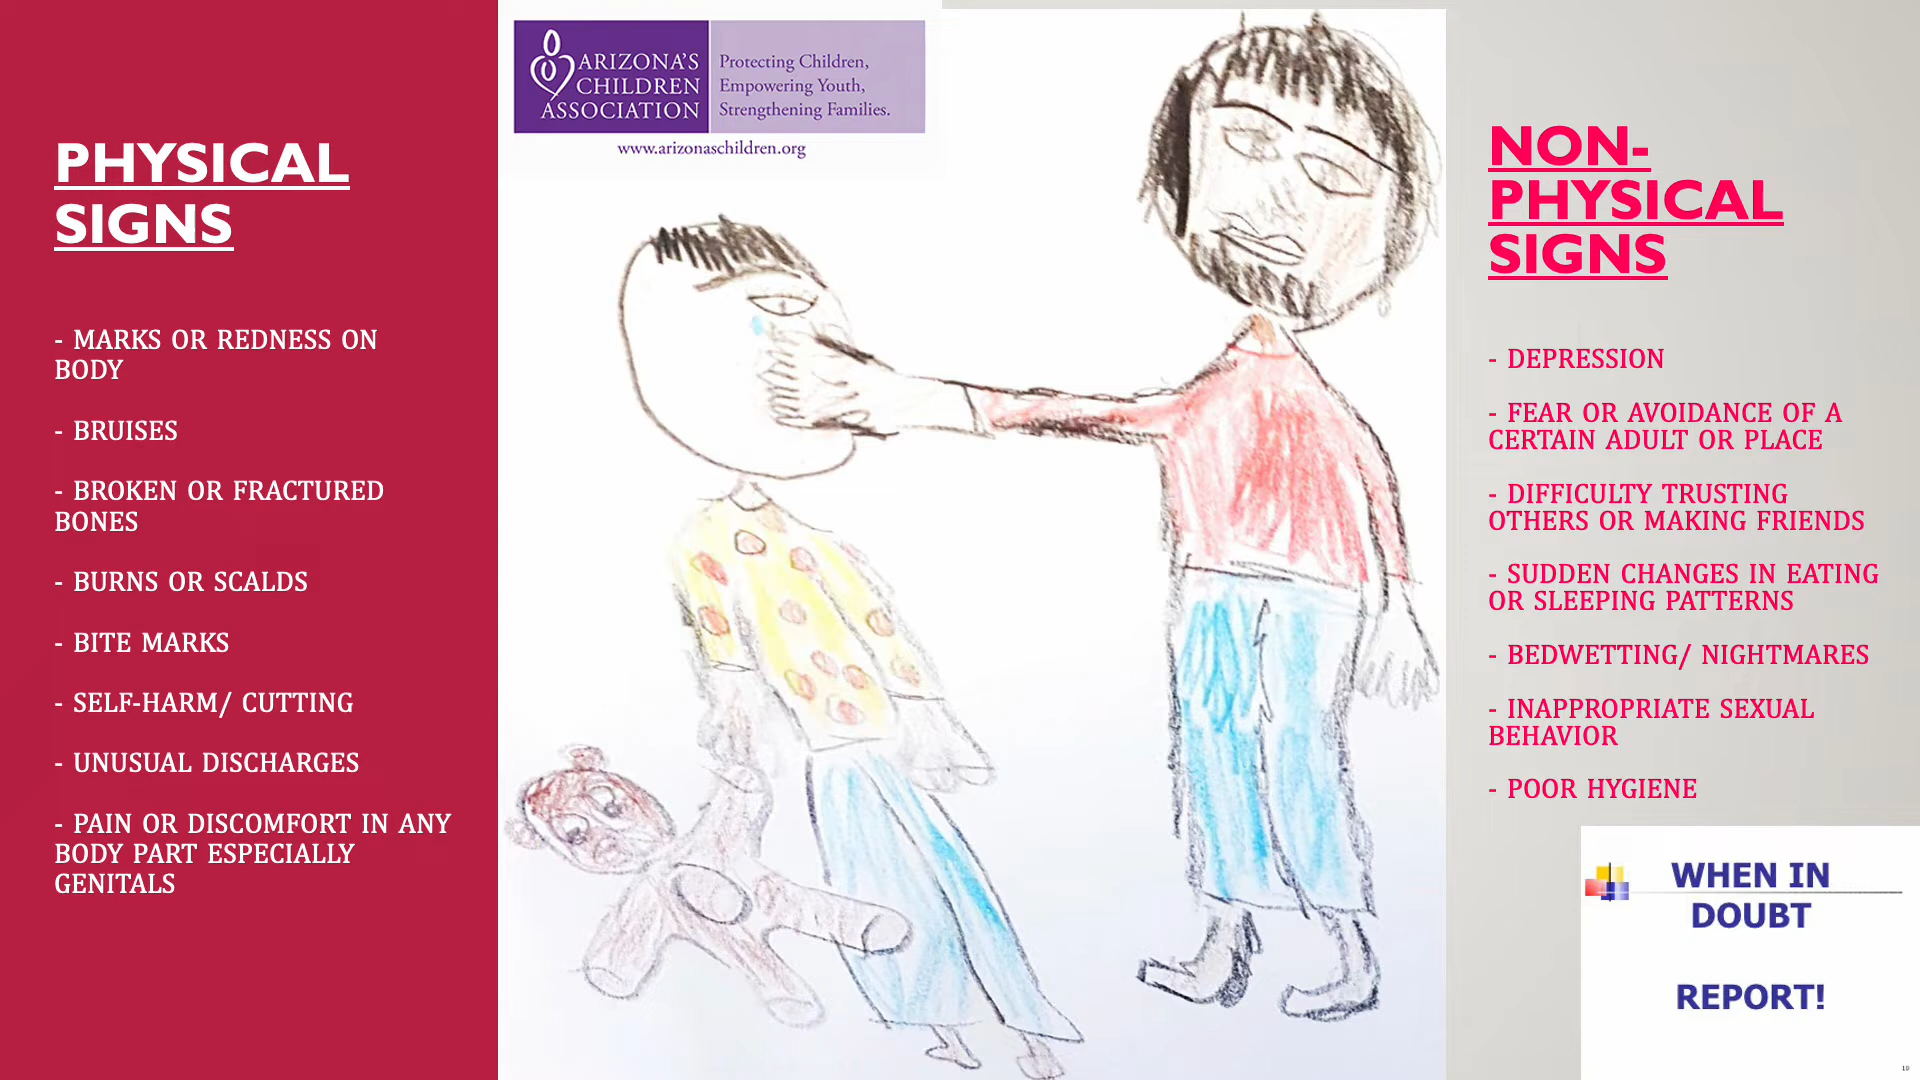 PHYSICAL
SIGNS
- MARKS OR REDNESS ON
BODY
- BRUISES
- BROKEN OR FRACTURED
BONES
- BURNS OR SCALDS
- BITE MARKS
- SELF-HARM/ CUTTING
- UNUSUAL DISCHARGES
- PAIN OR DISCOMFORT IN ANY
BODY PART ESPECIALLY
GENITALS
ARIZONA'S
CHILDREN
ASSOCIATION
Protecting Children,
Empowering Youth,
Strengthening Families.
www.arizonaschildren.org
NON-
PHYSICAL
SIGNS
- DEPRESSION
- FEAR OR AVOIDANCE OF A
CERTAIN ADULT OR PLACE
- DIFFICULTY TRUSTING
OTHERS OR MAKING FRIENDS
- SUDDEN CHANGES IN EATING
OR SLEEPING PATTERNS
- BEDWETTING/ NIGHTMARES
- INAPPROPRIATE SEXUAL
BEHAVIOR
- POOR HYGIENE
WHEN IN
DOUBT
REPORT!
19